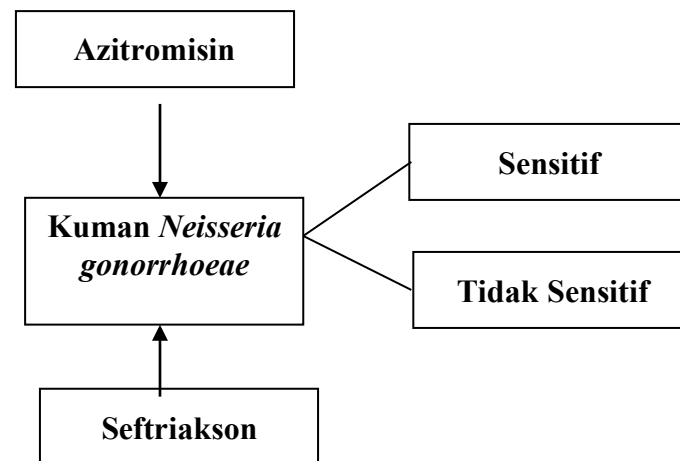 Azitromisin
Sensitif
Kuman Neisseria
gonorrhoeae
Tidak Sensitif
Seftriakson